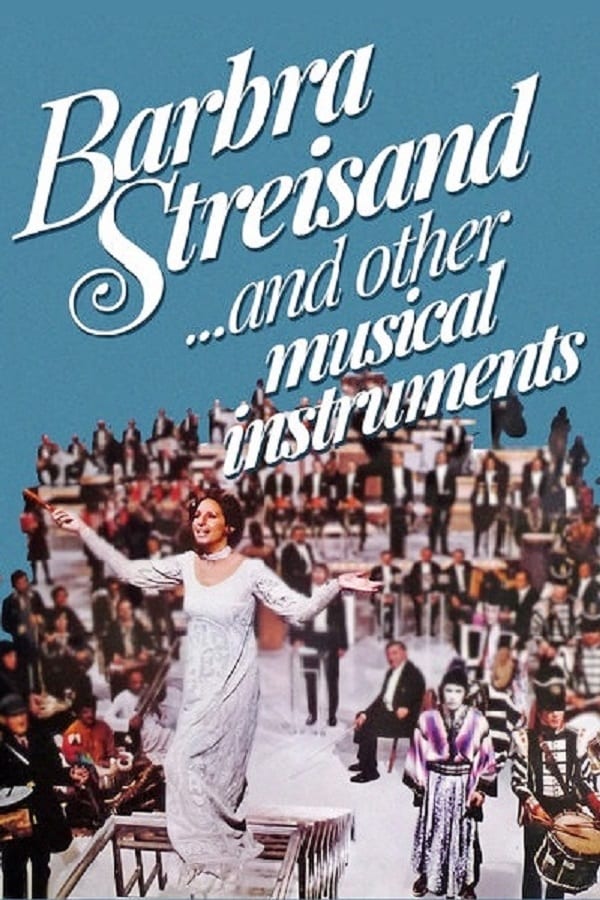 Barbra
Streisand
...and other
musical
instruments